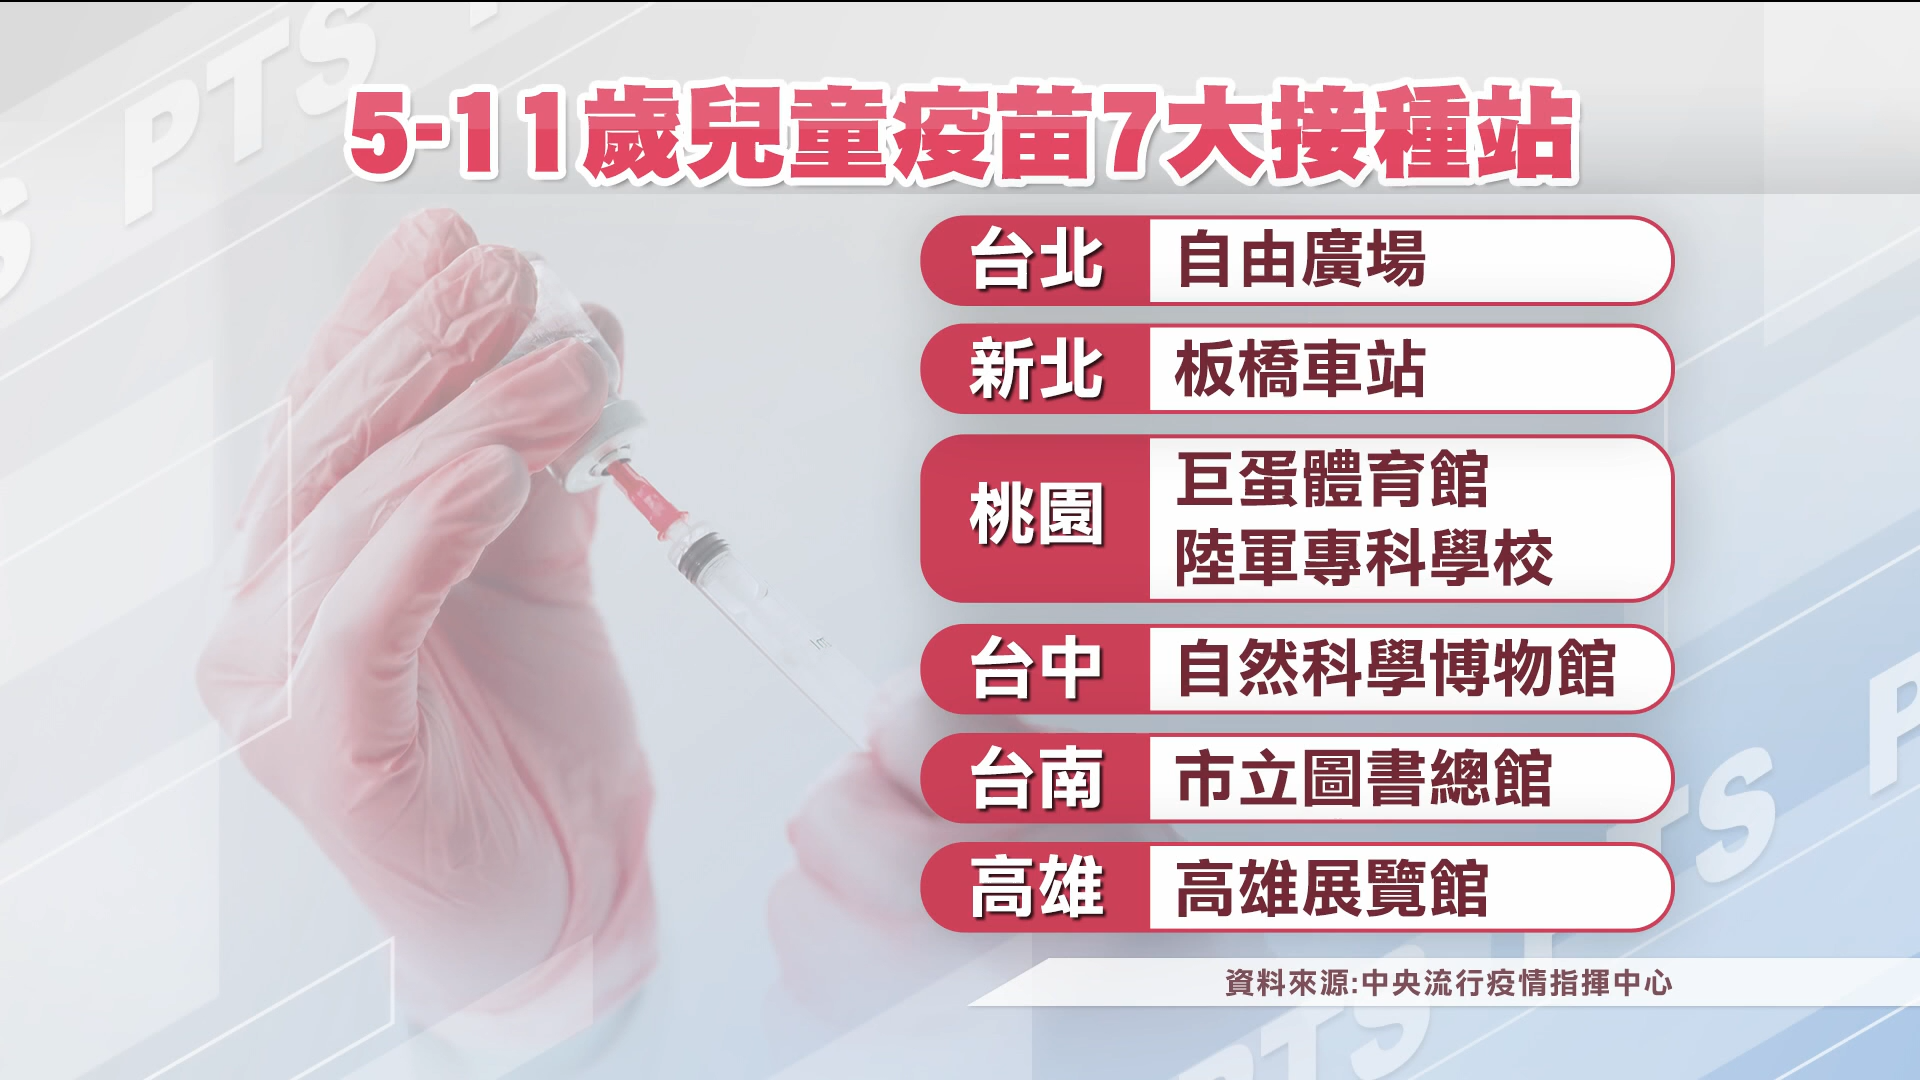 5-11歲兒童疫苗7大接種站
台北 自由廣場
新北 板橋車站
桃園 巨蛋體育館
陸軍專科學校
台中 自然科學博物館
台南 市立圖書總館
高雄 高雄展覽館
資料來源:中央流行疫情指揮中心
PTS
PTS
PTS